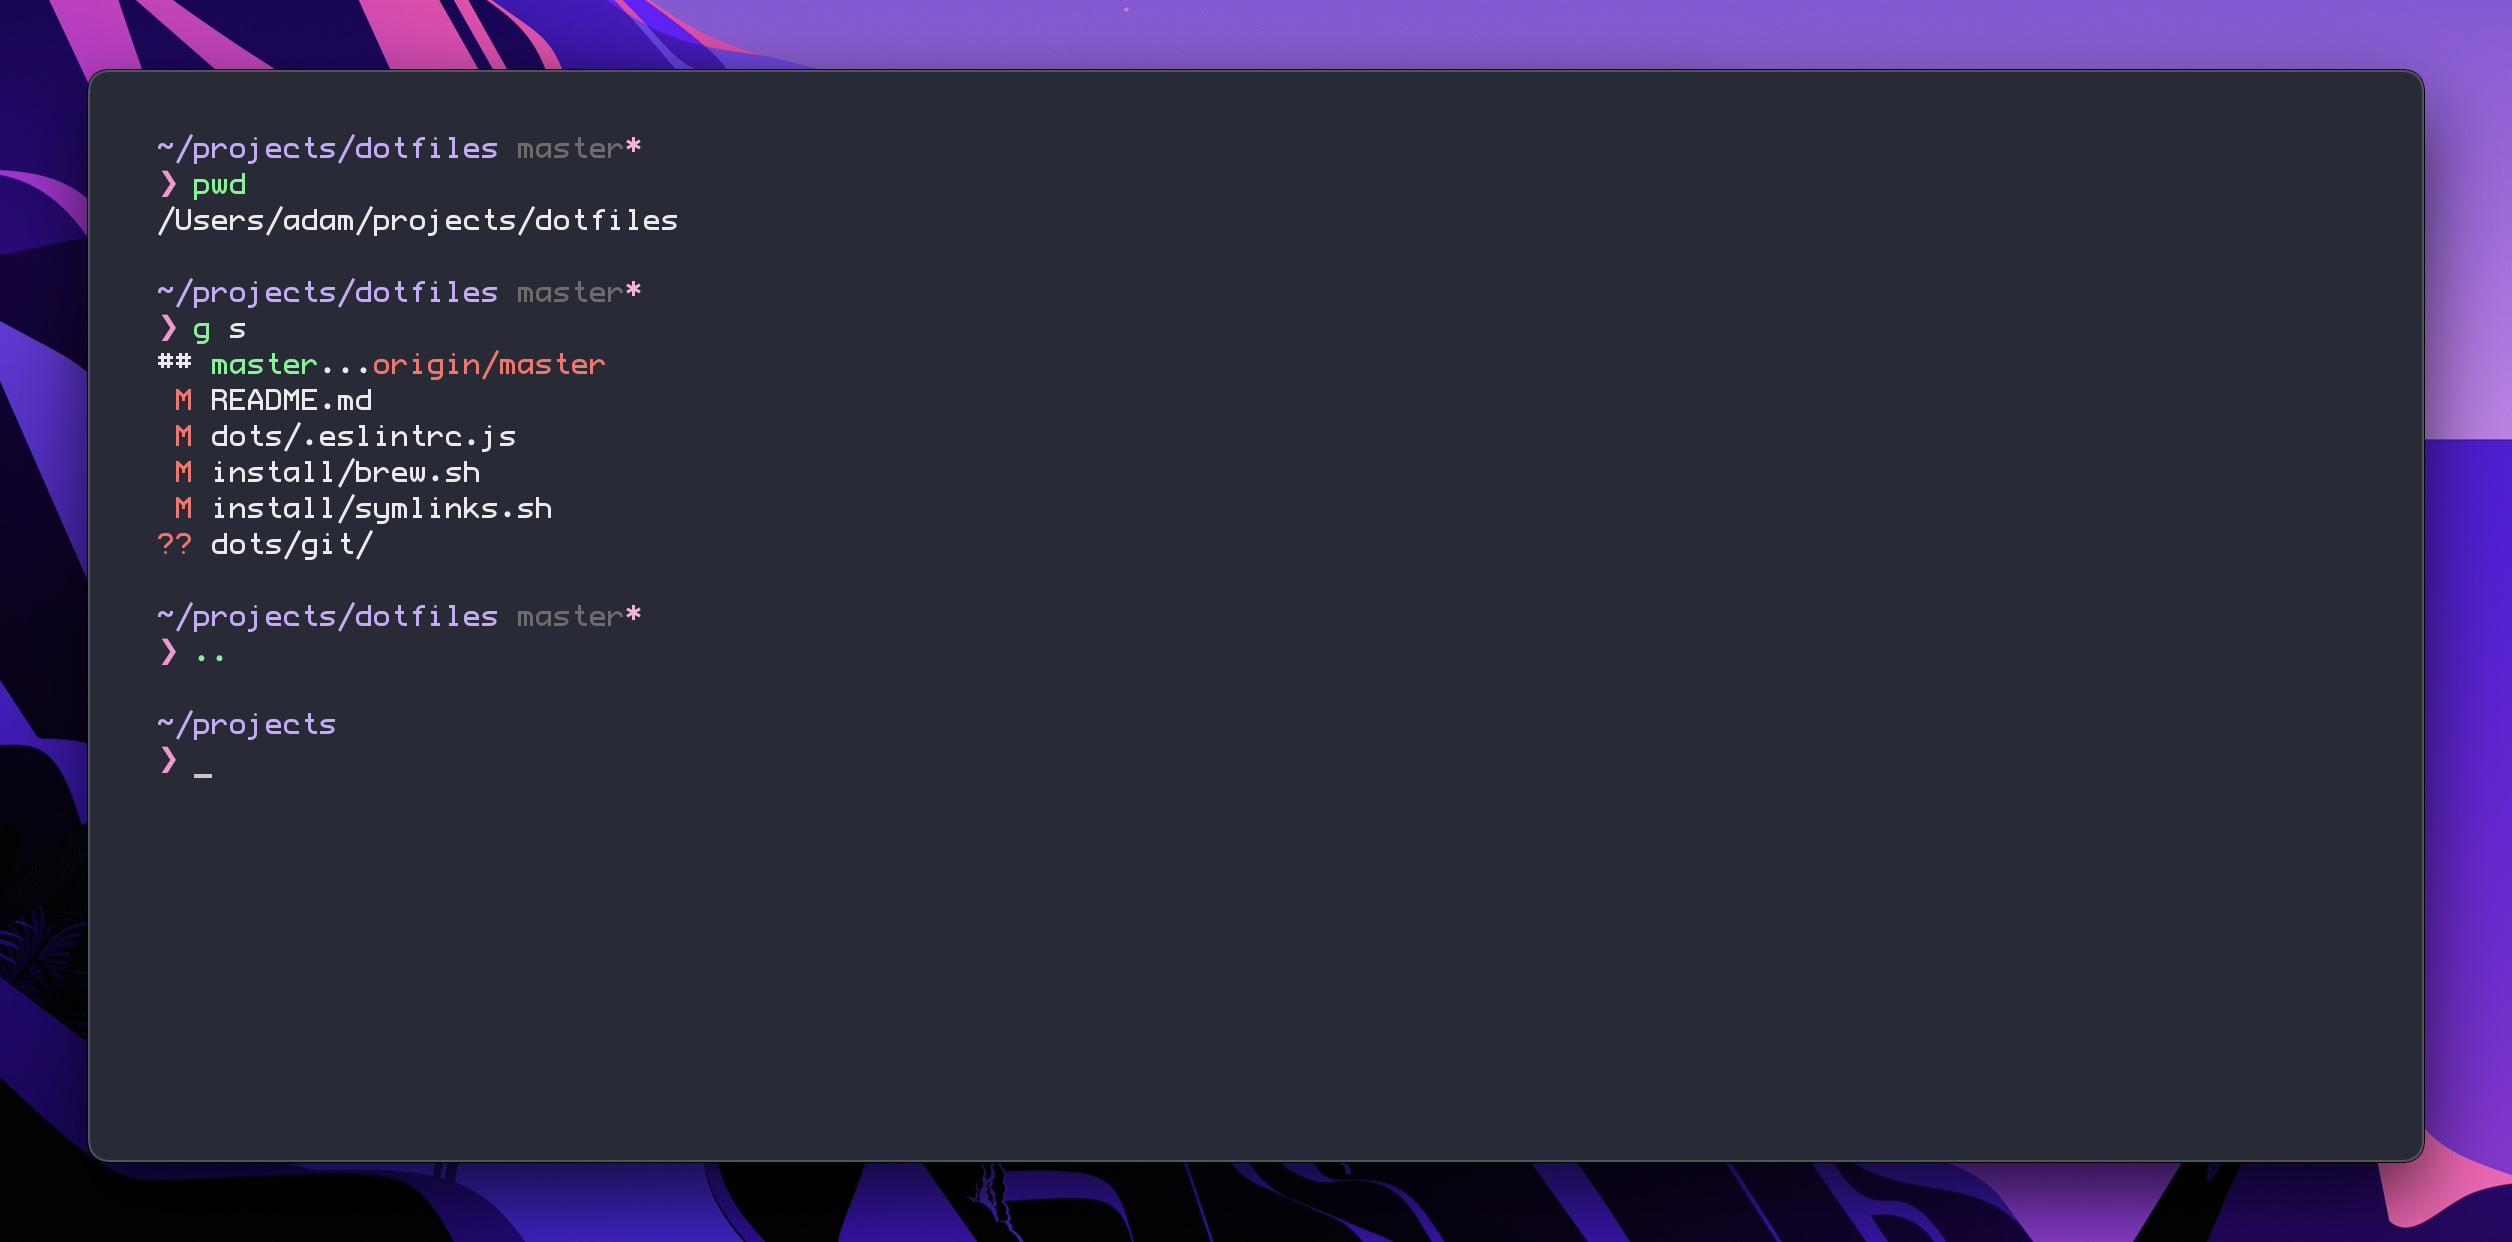 ~/projects/dotfiles master*
❯ pwd
/Users/adam/projects/dotfiles
~/projects/dotfiles master*
❯ g s
## master...origin/master
 M README.md
 M dots/.eslintrc.js
 M install/brew.sh
 M install/symlinks.sh
?? dots/git/
~/projects/dotfiles master*
❯ ..
~/projects
❯ _